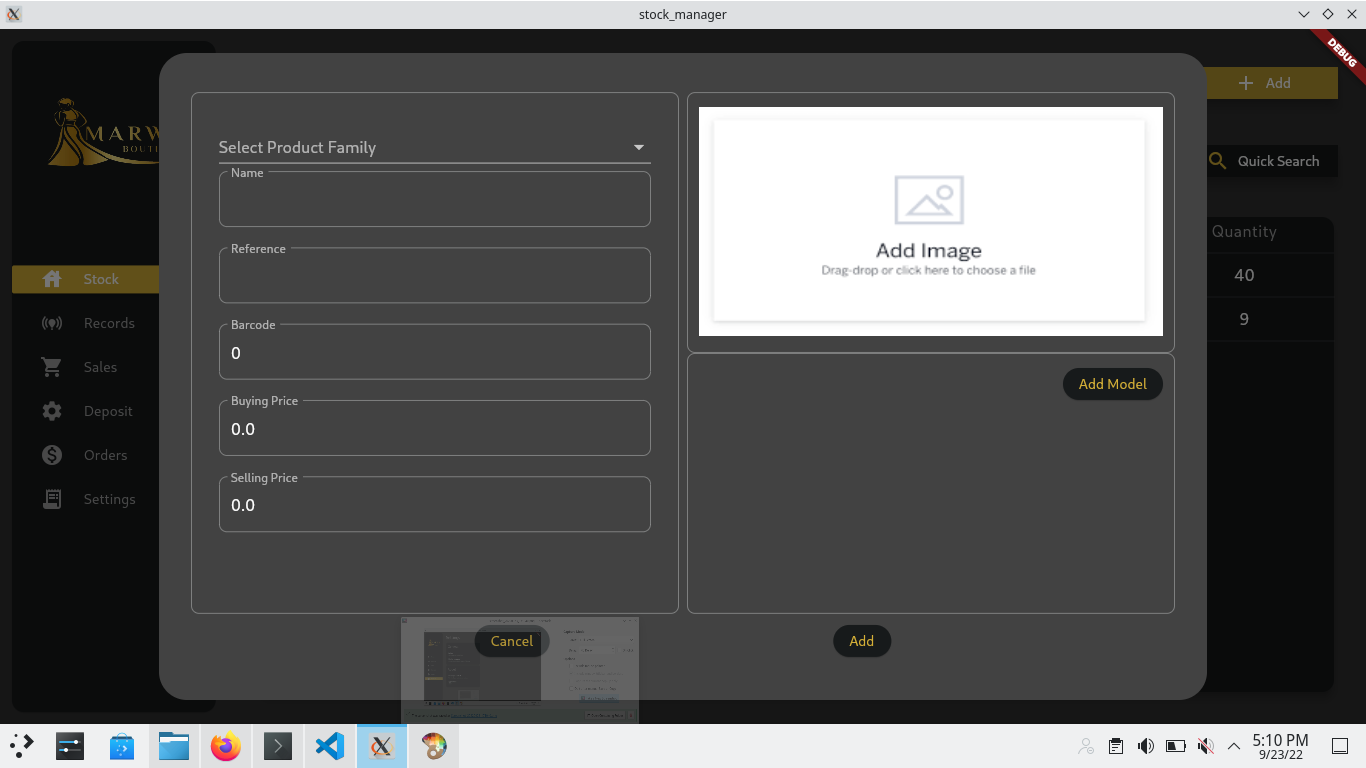 stock_manager
DEBUG
Add
Quick Search
Quantity
40
9
Stock
Records
Sales
Deposit
Orders
Settings
Select Product Family
Name
Reference
Barcode
0
Buying Price
0.0
Selling Price
0.0
Add Image
Drag-drop or click here to choose a file
Add Model
Cancel
Add
5:10 PM
9/23/22